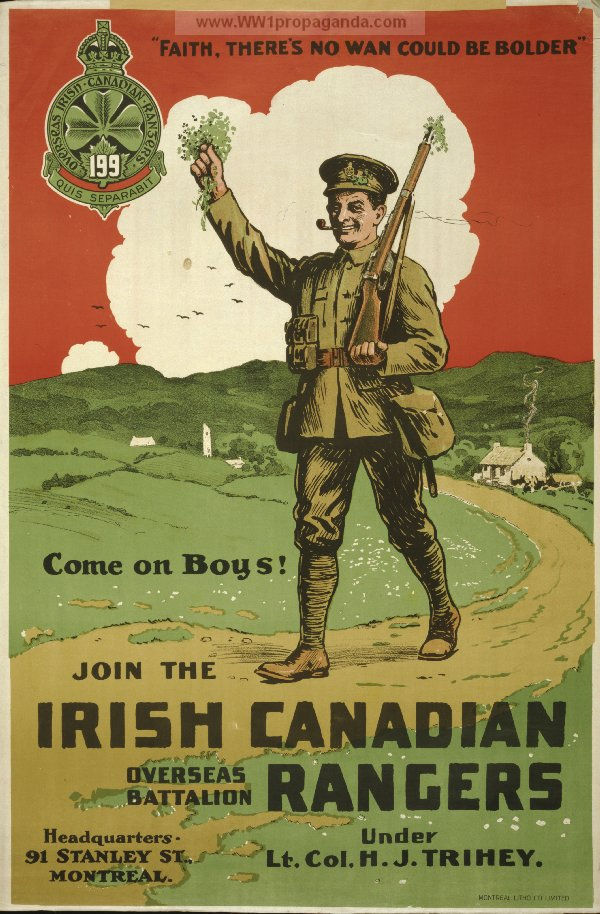 www.WW1propaganda.com
"FAITH, THERE'S NO WAN COULD BE BOLDER"
OVERSEAS IRISH·CANADIAN·RANGERS
199
QUIS SEPARABIT
Come on Boys!
JOIN THE
IRISH CANADIAN
OVERSEAS
BATTALION
RANGERS
Headquarters-
91 STANLEY ST.,
MONTREAL.
Under
Lt. Col. H. J. TRIHEY.
MONTREAL LITHO CO. LIMITED